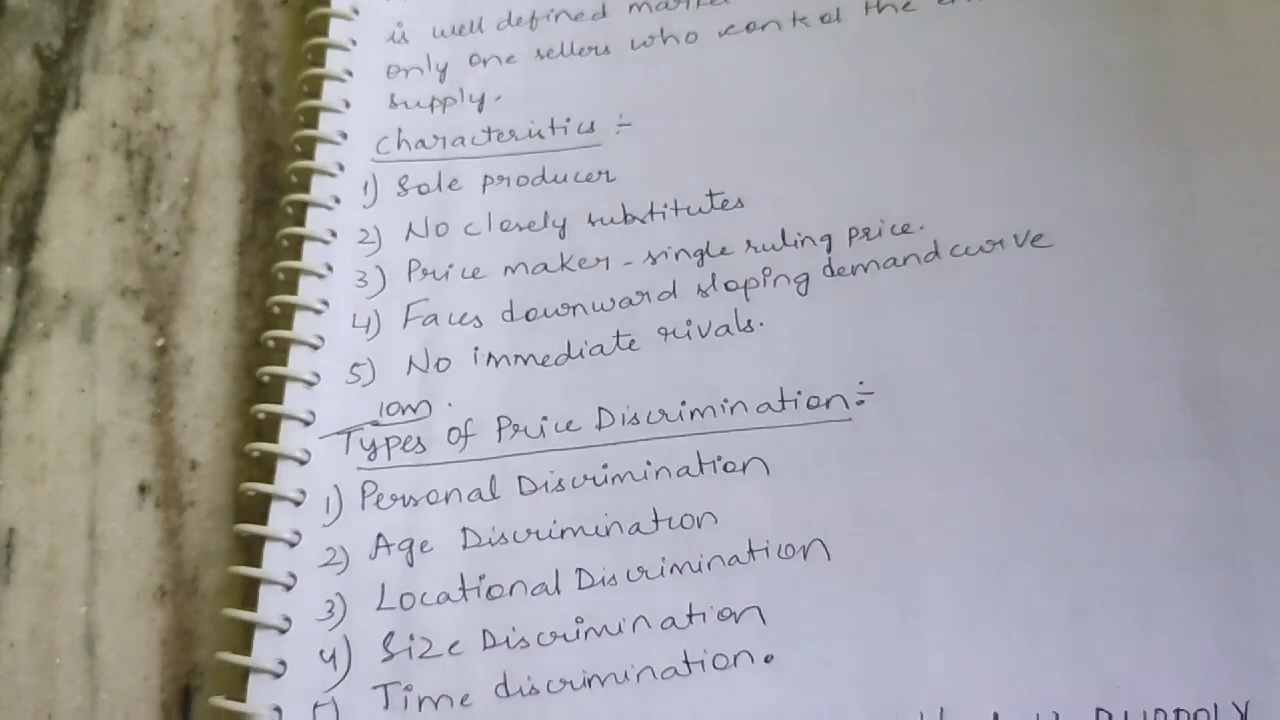 is well defined
only one sellers who control the
supply.
Characteristics :-
1) Sole producer
2) No closely substitutes
3) Price maker - single ruling price.
4) Faces downward sloping demand curve
5) No immediate rivals.
10m.
Types of Price Discrimination :-
1) Personal Discrimination
2) Age Discrimination
3) Locational Discrimination
4) Size Discrimination
5) Time discrimination.